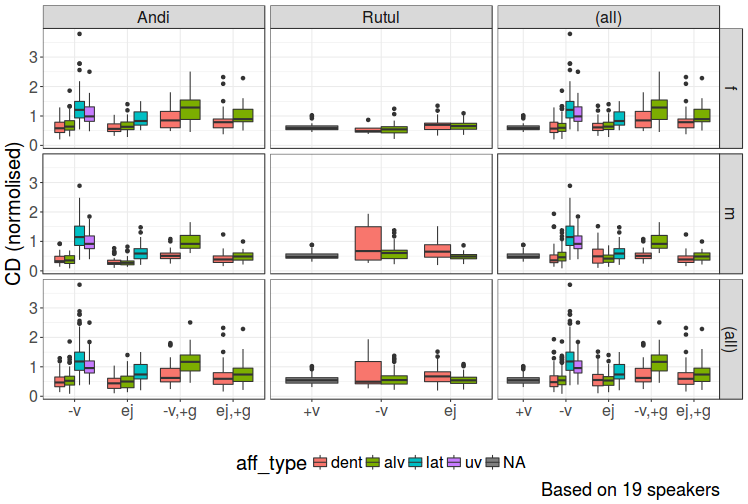 Andi Rutul (all)
3
2
1
0
f
3
2
1
0
m
3
2
1
0
(all)
CD (normolised)
-v ej -v,+g ej,+g +v -v ej +v -v ej -v,+g ej,+g
aff_type dent alv lat uv NA
Based on 19 speakers